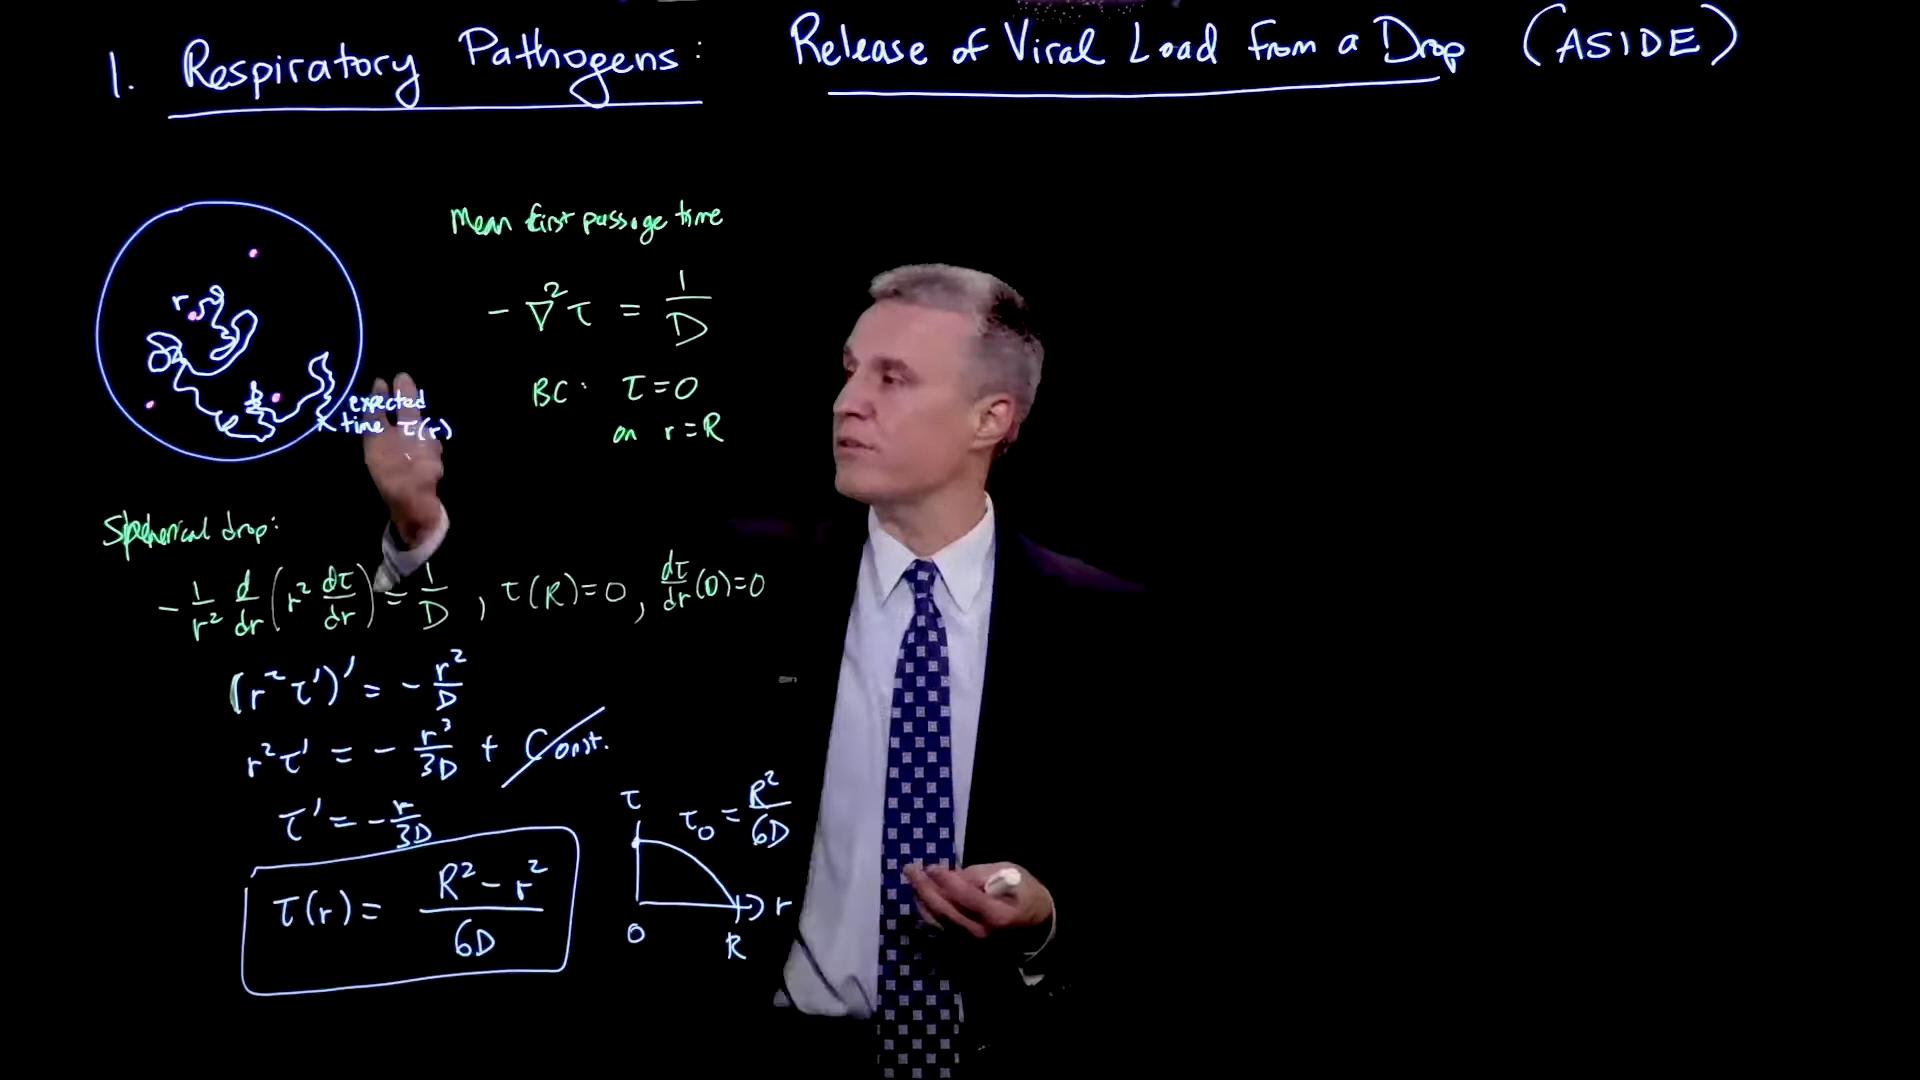 1. Respiratory Pathogens: Release of Viral Load from a Drop (ASIDE)
Mean first passage time
- ∇²τ = 1/D
BC: τ=0
on r=R
r
expected
time τ(r)
Spherical drop:
- 1/r² d/dr (r² dτ/dr) = 1/D , τ(R)=0, dτ/dr(0)=0
(r²τ')' = - r²/D
r²τ' = - r³/3D + Const.
τ' = - r/3D
τ(r) = R² - r² / 6D
τ
τ₀ = R²/6D
r
0
R